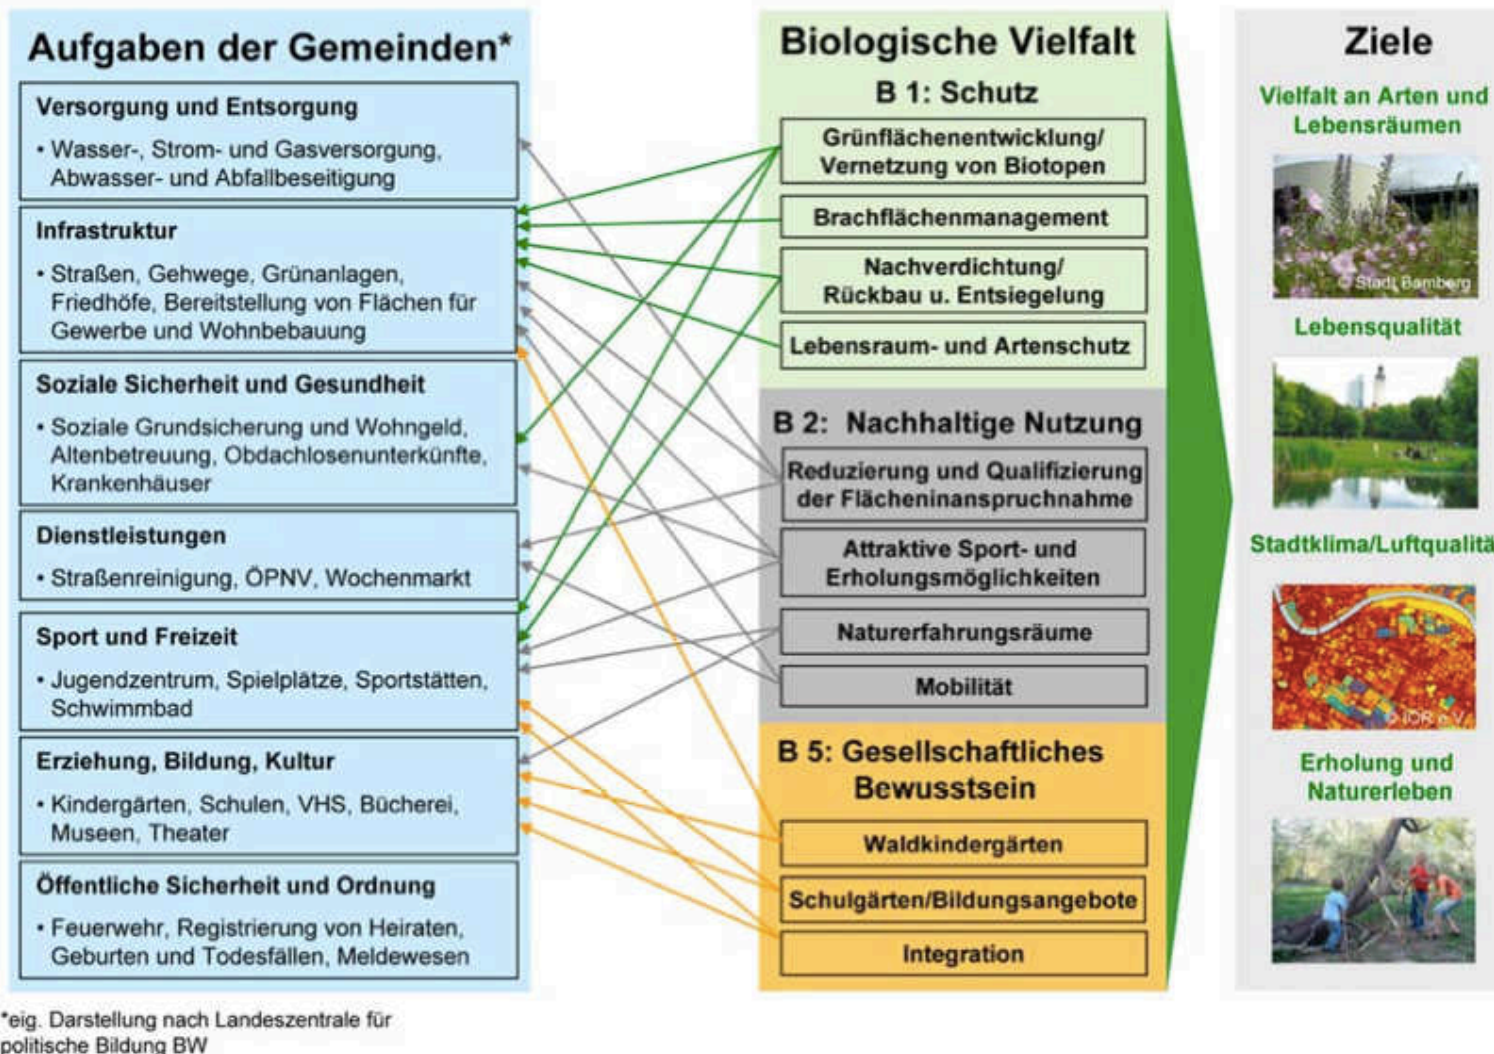 Aufgaben der Gemeinden*
Versorgung und Entsorgung
• Wasser-, Strom- und Gasversorgung,
Abwasser- und Abfallbeseitigung
Infrastruktur
• Straßen, Gehwege, Grünanlagen,
Friedhöfe, Bereitstellung von Flächen für
Gewerbe und Wohnbebauung
Soziale Sicherheit und Gesundheit
• Soziale Grundsicherung und Wohngeld,
Altenbetreuung, Obdachlosenunterkünfte,
Krankenhäuser
Dienstleistungen
• Straßenreinigung, ÖPNV, Wochenmarkt
Sport und Freizeit
• Jugendzentrum, Spielplätze, Sportstätten,
Schwimmbad
Erziehung, Bildung, Kultur
• Kindergärten, Schulen, VHS, Bücherei,
Museen, Theater
Öffentliche Sicherheit und Ordnung
• Feuerwehr, Registrierung von Heiraten,
Geburten und Todesfällen, Meldewesen
*eig. Darstellung nach Landeszentrale für
politische Bildung BW
Biologische Vielfalt
B 1: Schutz
Grünflächenentwicklung/
Vernetzung von Biotopen
Brachflächenmanagement
Nachverdichtung/
Rückbau u. Entsiegelung
Lebensraum- und Artenschutz
B 2: Nachhaltige Nutzung
Reduzierung und Qualifizierung
der Flächeninanspruchnahme
Attraktive Sport- und
Erholungsmöglichkeiten
Naturerfahrungsräume
Mobilität
B 5: Gesellschaftliches
Bewusstsein
Waldkindergärten
Schulgärten/Bildungsangebote
Integration
Ziele
Vielfalt an Arten und
Lebensräumen
© Stadt Bamberg
Lebensqualität
Stadtklima/Luftqualitä
© IÖR e.V.
Erholung und
Naturerleben